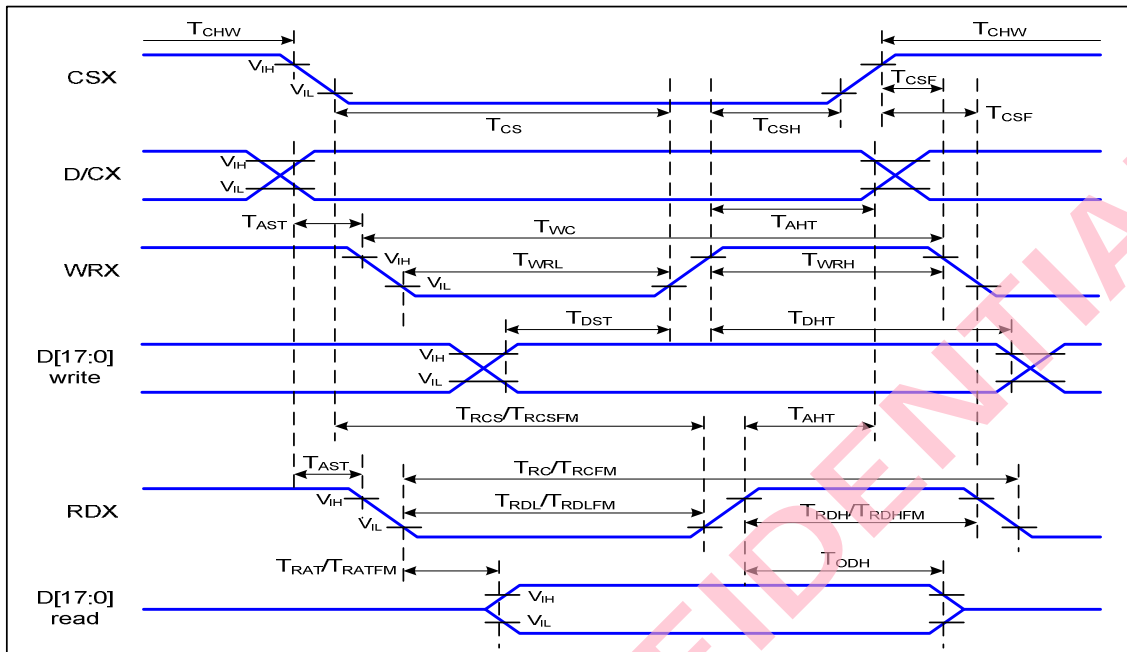 TCHW TCHW
CSX VIH VIL TCSF
TCS TCSH TCSF
D/CX VIH VIL
TAST TWC TAHT
WRX VIH VIL TWRL TWRH
TDST TDHT
D[17:0]
write
VIH
VIL
TRCS/TRCSFM TAHT
TAST TRC/TRCFM
RDX VIH VIL TRDL/TRDLFM TRDH/TRDHFM
TRAT/TRATFM TODH
D[17:0]
read
VIH
VIL
FIDENTIA